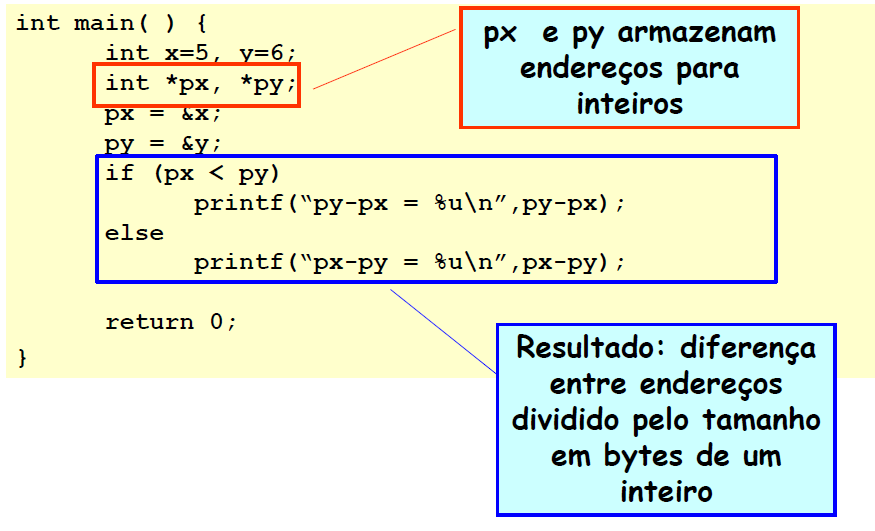 int main( ) {
int x=5, y=6;
int *px, *py;
px = &x;
py = &y;
if (px < py)
printf(“py-px = %u\n”,py-px);
else
printf(“px-py = %u\n”,px-py);
return 0;
}
px e py armazenam
endereços para
inteiros
Resultado: diferença
entre endereços
dividido pelo tamanho
em bytes de um
inteiro